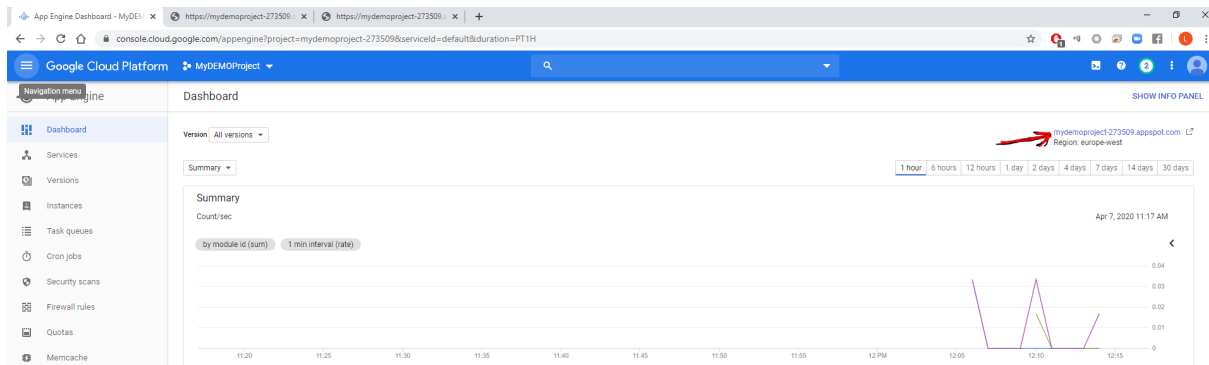 App Engine Dashboard - MyDEM
https://mydemoproject-273509.
https://mydemoproject-273509.
console.cloud.google.com/appengine?project=mydemoproject-273509&serviceId=default&duration=PT1H
1
L
Google Cloud Platform
MyDEMOProject
2
Navigation menu
App Engine
Dashboard
SHOW INFO PANEL
Dashboard
Services
Versions
Instances
Task queues
Cron jobs
Security scans
Firewall rules
Quotas
Memcache
Version All versions
mydemoproject-273509.appspot.com
Region: europe-west
Summary
1 hour 6 hours 12 hours 1 day 2 days 4 days 7 days 14 days 30 days
Summary
Count/sec
Apr 7, 2020 11:17 AM
by module id (sum) 1 min interval (rate)
0.04
0.03
0.02
0.01
0
11:20 11:25 11:30 11:35 11:40 11:45 11:50 11:55 12 PM 12:05 12:10 12:15